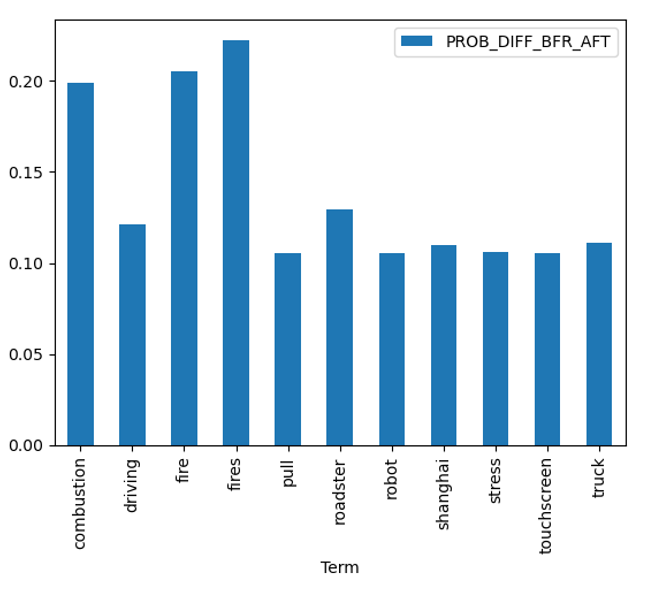 PROB_DIFF_BFR_AFT
0.20
0.15
0.10
0.05
0.00
combustion
driving
fire
fires
pull
roadster
robot
shanghai
stress
touchscreen
truck
Term